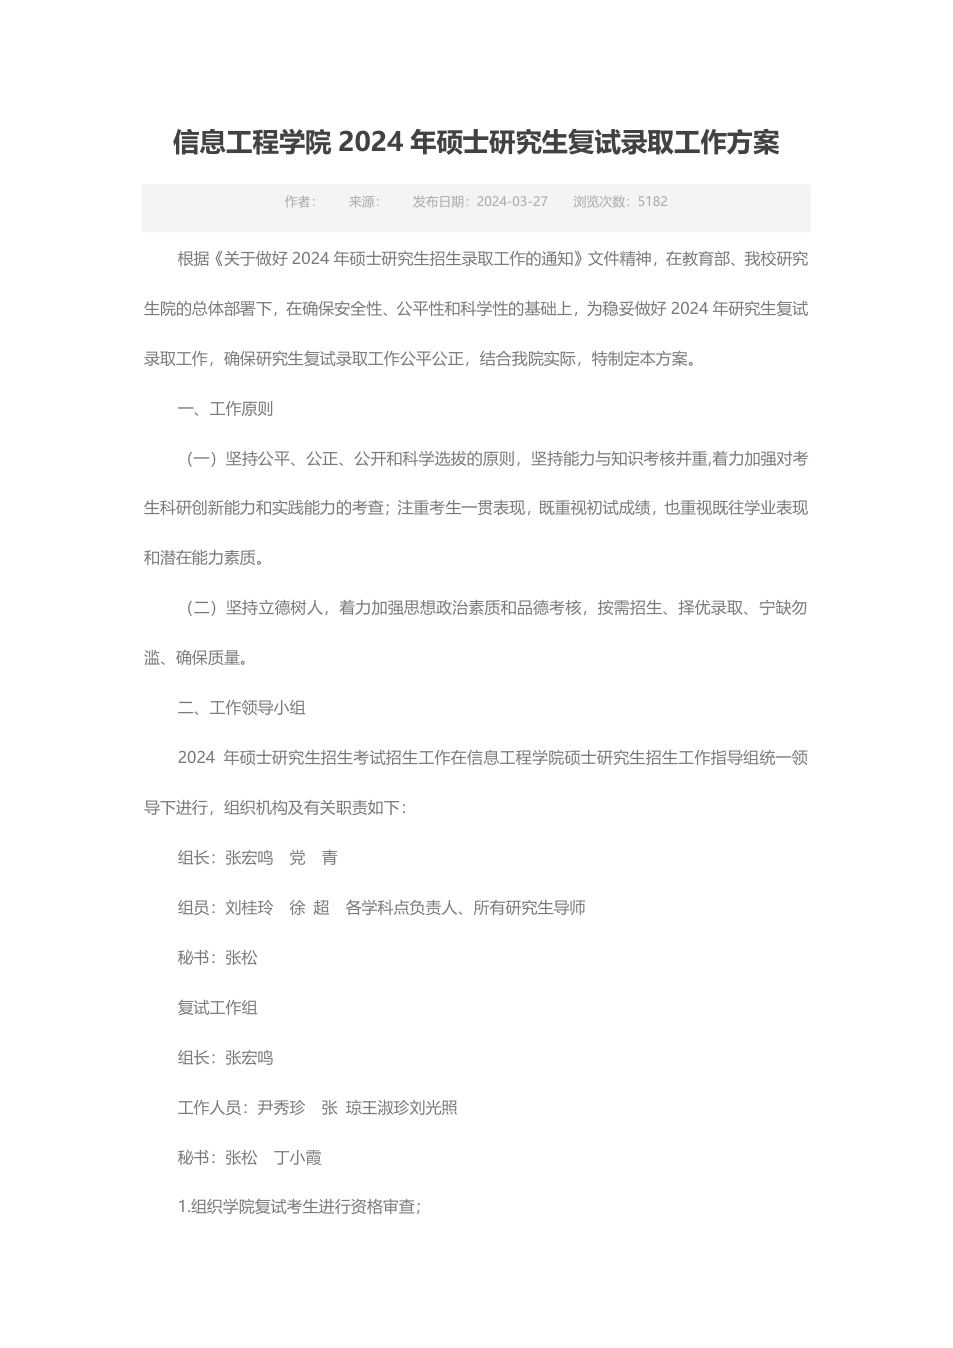 信息工程学院 2024 年硕士研究生复试录取工作方案
作者： 来源： 发布日期：2024-03-27 浏览次数：5182
根据《关于做好 2024 年硕士研究生招生录取工作的通知》文件精神，在教育部、我校研究
生院的总体部署下，在确保安全性、公平性和科学性的基础上，为稳妥做好 2024 年研究生复试
录取工作，确保研究生复试录取工作公平公正，结合我院实际，特制定本方案。
一、工作原则
（一）坚持公平、公正、公开和科学选拔的原则，坚持能力与知识考核并重,着力加强对考
生科研创新能力和实践能力的考查；注重考生一贯表现，既重视初试成绩，也重视既往学业表现
和潜在能力素质。
（二）坚持立德树人，着力加强思想政治素质和品德考核，按需招生、择优录取、宁缺勿
滥、确保质量。
二、工作领导小组
2024 年硕士研究生招生考试招生工作在信息工程学院硕士研究生招生工作指导组统一领
导下进行，组织机构及有关职责如下：
组长：张宏鸣 党 青
组员：刘桂玲 徐 超 各学科点负责人、所有研究生导师
秘书：张松
复试工作组
组长：张宏鸣
工作人员：尹秀珍 张 琼王淑珍刘光照
秘书：张松 丁小霞
1.组织学院复试考生进行资格审查；